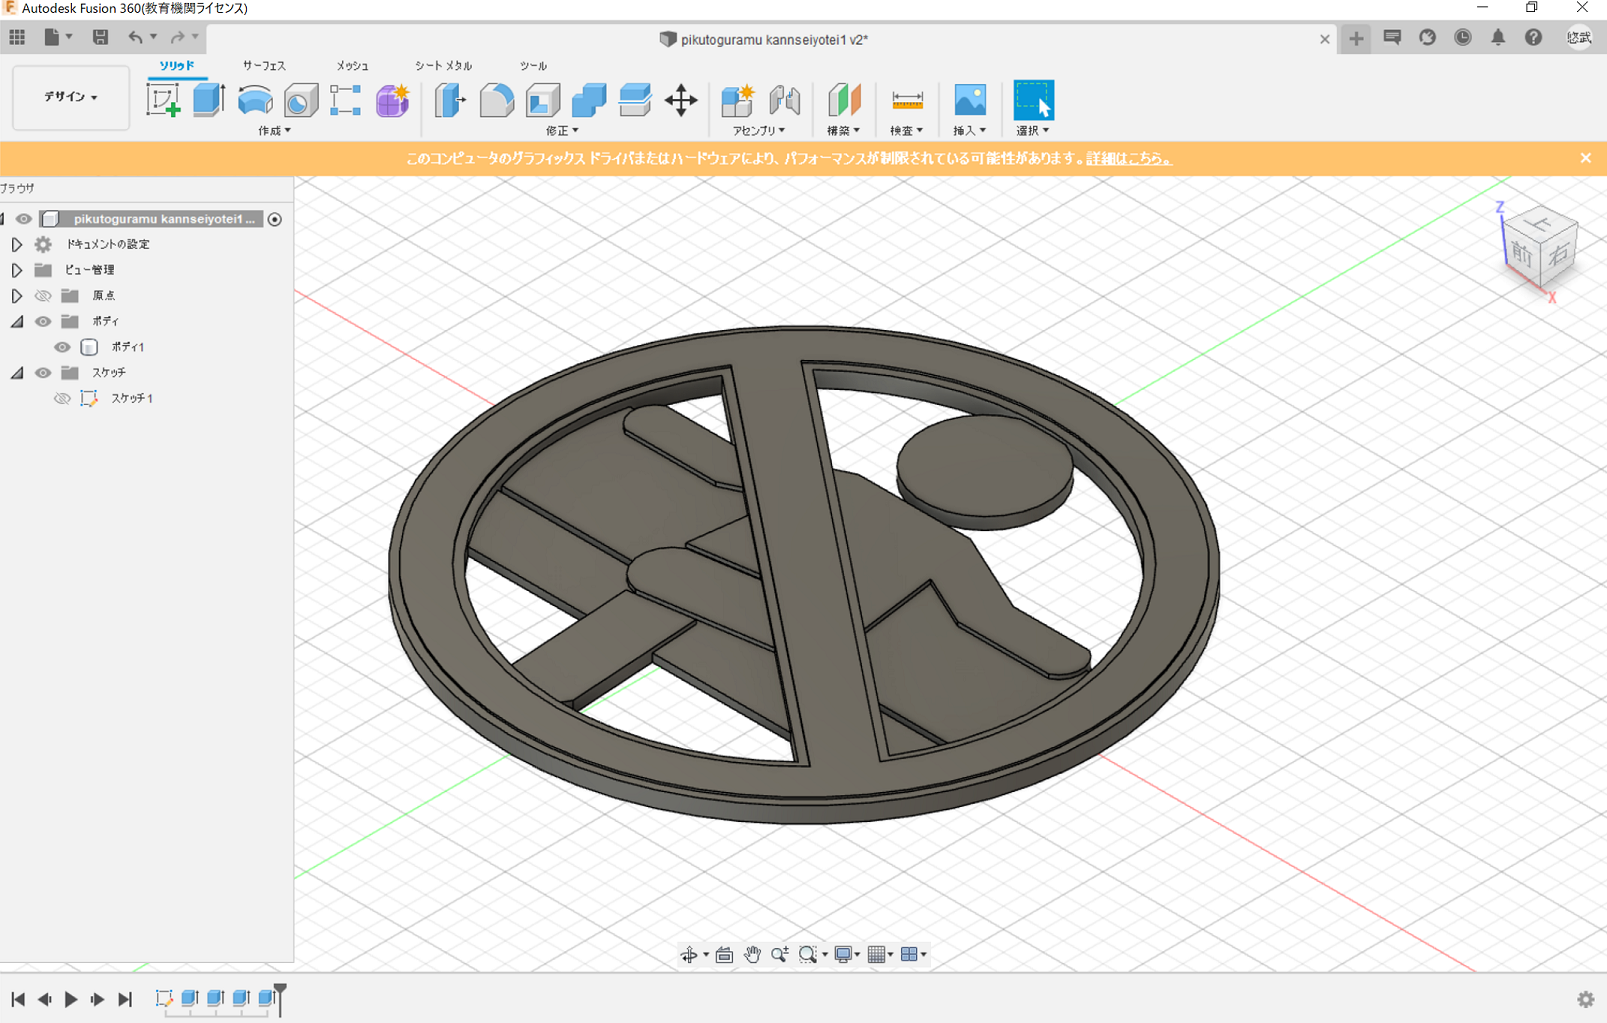 Autodesk Fusion 360(教育機関ライセンス)
pikutoguramu kannseiyotei1 v2*
悠武
デザイン
ソリッド サーフェス メッシュ シート メタル ツール
作成 修正 アセンブリ 構築 検査 挿入 選択
このコンピュータのグラフィックス ドライバまたはハードウェアにより、パフォーマンスが制限されている可能性があります。詳細はこちら。
ブラウザ
pikutoguramu kannseiyotei1 ...
ドキュメントの設定
ビュー管理
原点
ボディ
ボディ1
スケッチ
スケッチ1
Z
上
前 右
X